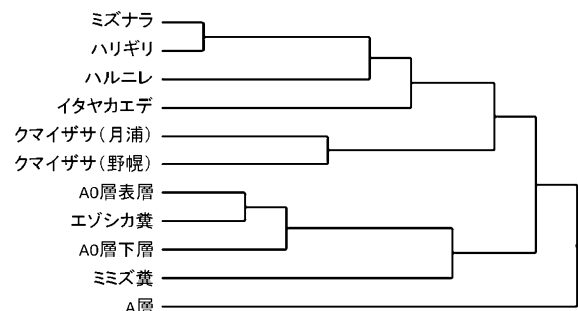 ミズナラ
ハリギリ
ハルニレ
イタヤカエデ
クマイザサ(月浦)
クマイザサ(野幌)
A0層表層
エゾシカ糞
A0層下層
ミミズ糞
A層